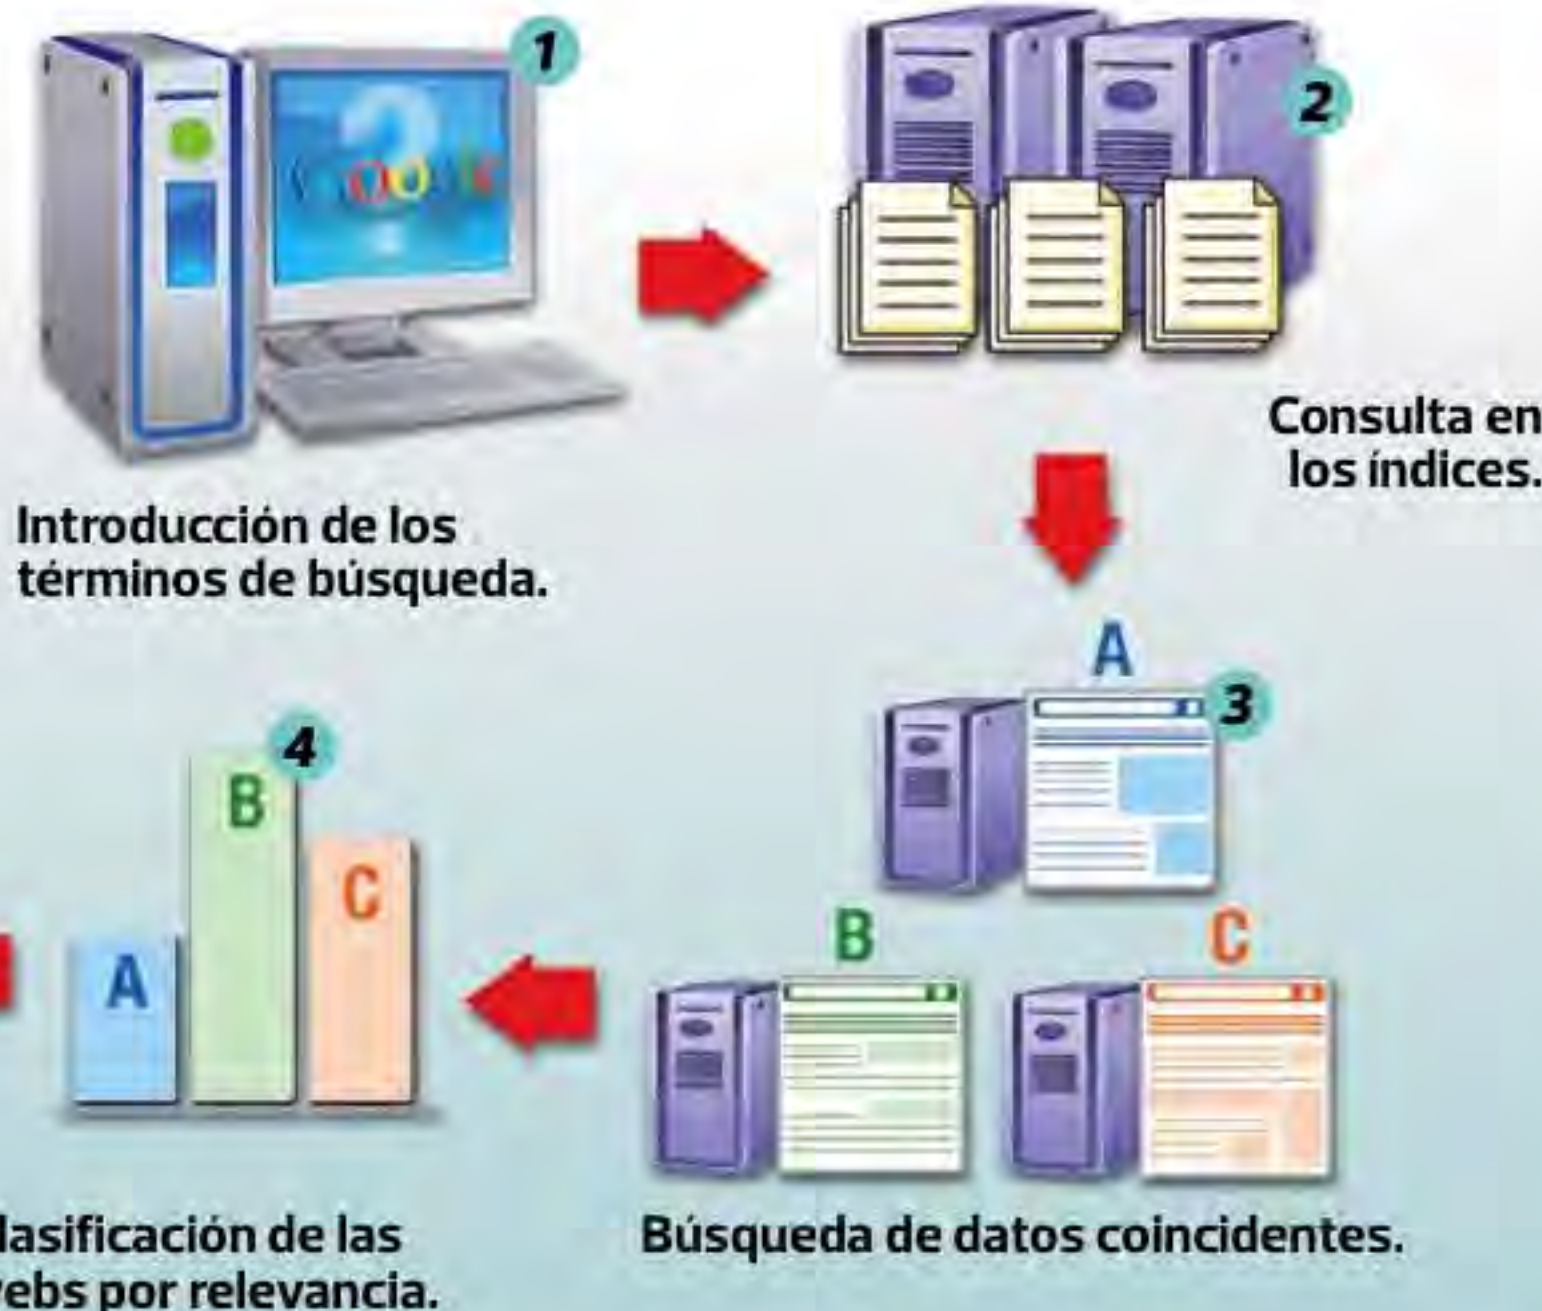 1
Google
2
Introducción de los
términos de búsqueda.
Consulta en
los índices.
A
3
B
C
Búsqueda de datos coincidentes.
4
B
C
A
lasificación de las
ebs por relevancia.